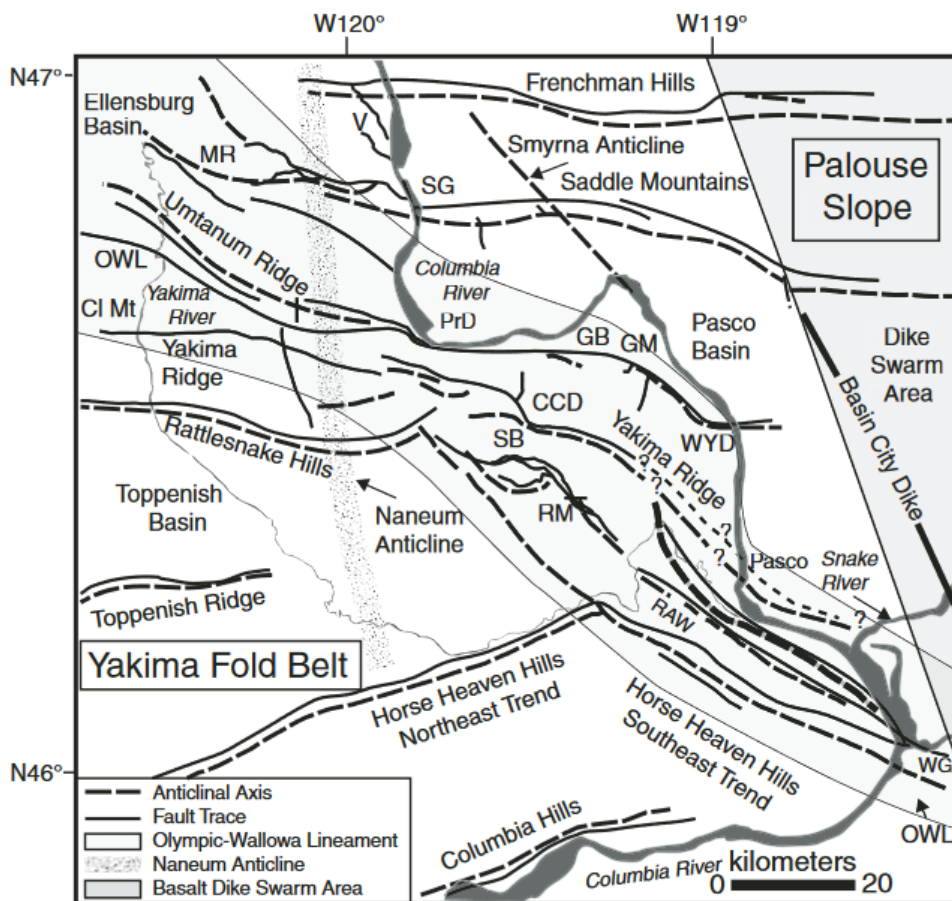 W120°
W119°
N47°
Frenchman Hills
Ellensburg
Basin
V
MR
Smyrna Anticline
SG
Saddle Mountains
Palouse
Slope
Umtanum Ridge
OWL
Columbia
River
Cl Mt
Yakima
River
PrD
GB
GM
Pasco
Basin
Dike
Swarm
Area
Yakima
Ridge
CCD
Basin City Dike
Rattlesnake Hills
SB
Yakima Ridge
WYD
?
?
Toppenish
Basin
Naneum
Anticline
RM
?
?
Pasco
Snake
River
Toppenish Ridge
RAW
?
Yakima Fold Belt
Horse Heaven Hills
Northeast Trend
Horse Heaven Hills
Southeast Trend
WG
N46°
OWL
Anticlinal Axis
Fault Trace
Olympic-Wallowa Lineament
Naneum Anticline
Basalt Dike Swarm Area
Columbia Hills
Columbia River
kilometers
0 20